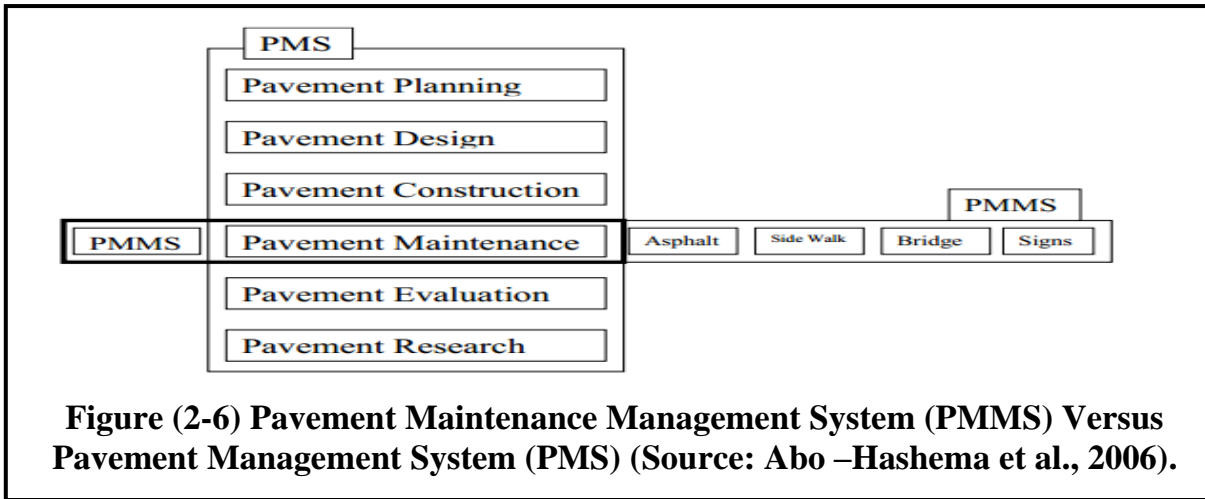 PMS
Pavement Planning
Pavement Design
Pavement Construction
PMMS
PMMS Pavement Maintenance Asphalt Side Walk Bridge Signs
Pavement Evaluation
Pavement Research
Figure (2-6) Pavement Maintenance Management System (PMMS) Versus
Pavement Management System (PMS) (Source: Abo –Hashema et al., 2006).